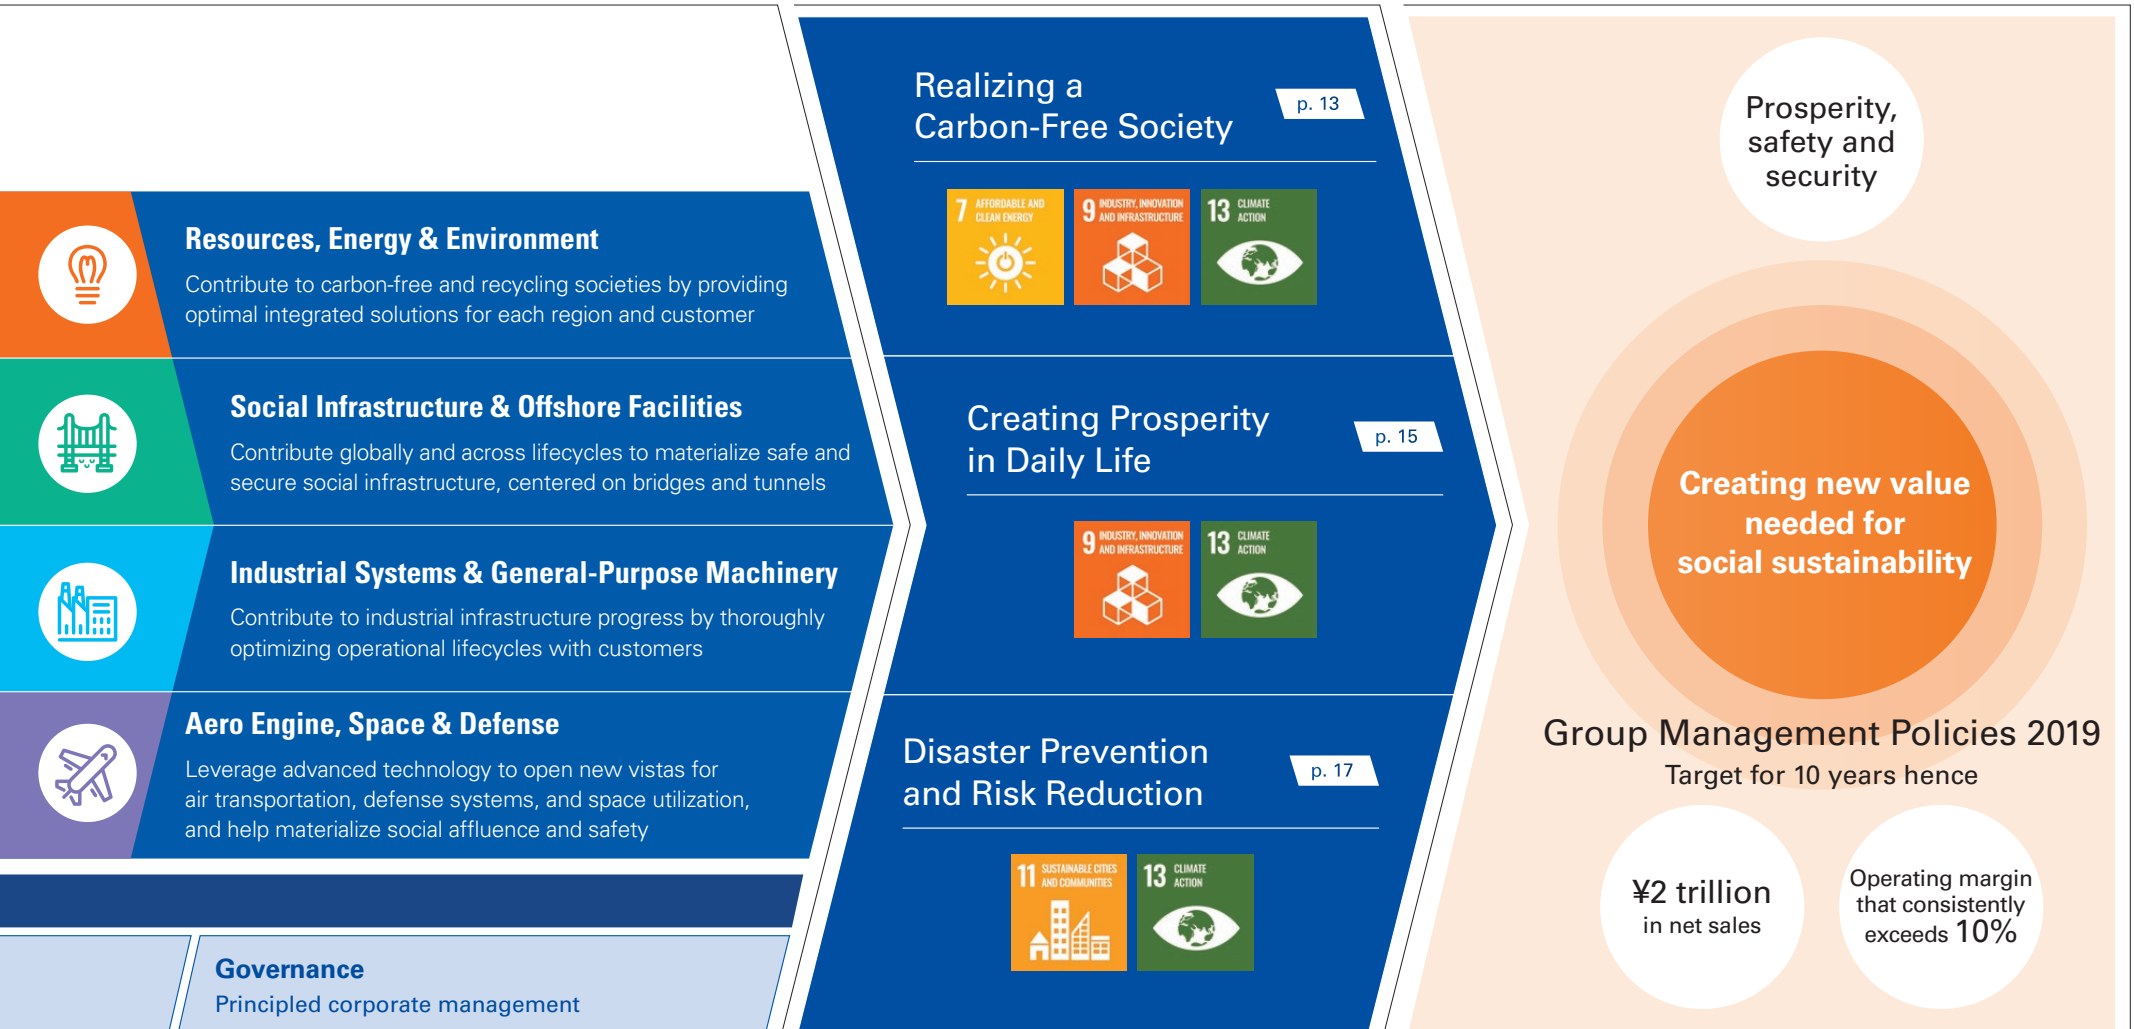 Resources, Energy & Environment
Contribute to carbon-free and recycling societies by providing
optimal integrated solutions for each region and customer
Social Infrastructure & Offshore Facilities
Contribute globally and across lifecycles to materialize safe and
secure social infrastructure, centered on bridges and tunnels
Industrial Systems & General-Purpose Machinery
Contribute to industrial infrastructure progress by thoroughly
optimizing operational lifecycles with customers
Aero Engine, Space & Defense
Leverage advanced technology to open new vistas for
air transportation, defense systems, and space utilization,
and help materialize social affluence and safety
Governance
Principled corporate management
Realizing a
Carbon-Free Society
p. 13
7 AFFORDABLE AND
CLEAN ENERGY
9 INDUSTRY, INNOVATION
AND INFRASTRUCTURE
13 CLIMATE
ACTION
Creating Prosperity
in Daily Life
p. 15
9 INDUSTRY, INNOVATION
AND INFRASTRUCTURE
13 CLIMATE
ACTION
Disaster Prevention
and Risk Reduction
p. 17
11 SUSTAINABLE CITIES
AND COMMUNITIES
13 CLIMATE
ACTION
Prosperity,
safety and
security
Creating new value
needed for
social sustainability
Group Management Policies 2019
Target for 10 years hence
¥2 trillion
in net sales
Operating margin
that consistently
exceeds 10%